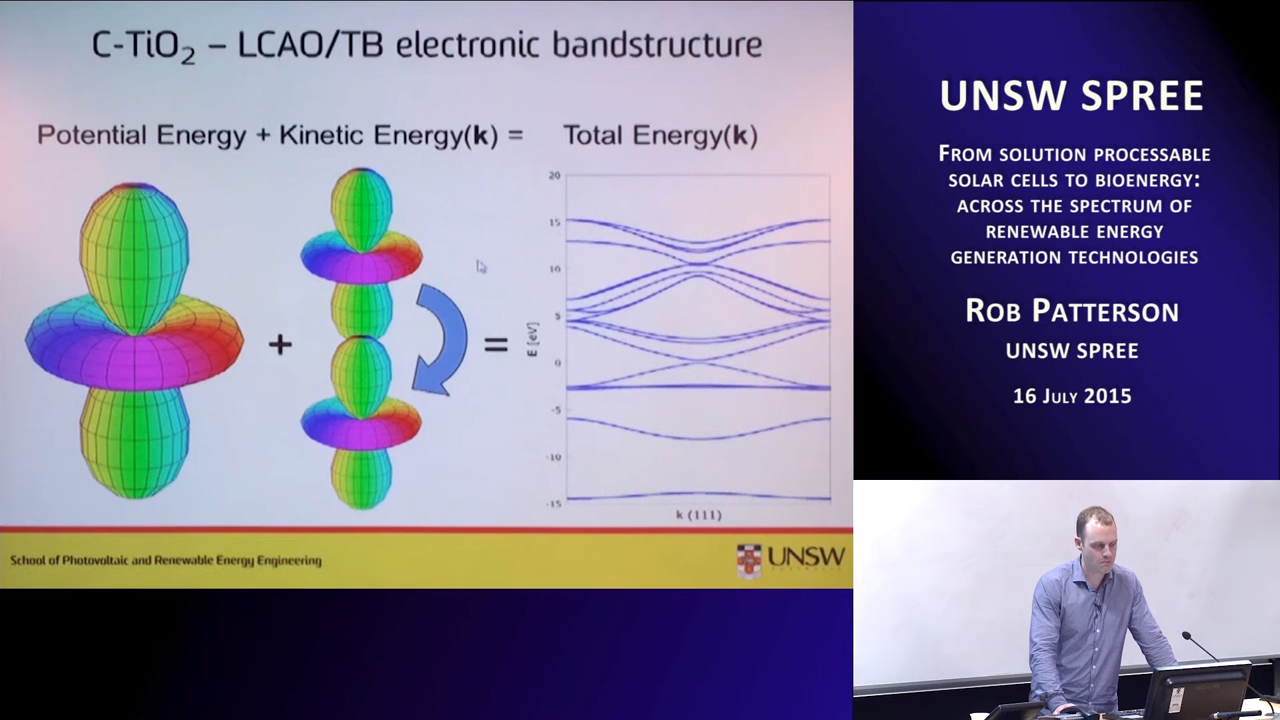 C-TiO₂ – LCAO/TB electronic bandstructure
Potential Energy + Kinetic Energy(k) = Total Energy(k)
+
=
20
15
10
5
0
-5
-10
-15
E [eV]
k (111)
School of Photovoltaic and Renewable Energy Engineering
UNSW
UNSW SPREE
FROM SOLUTION PROCESSABLE
SOLAR CELLS TO BIOENERGY:
ACROSS THE SPECTRUM OF
RENEWABLE ENERGY
GENERATION TECHNOLOGIES
ROB PATTERSON
UNSW SPREE
16 JULY 2015